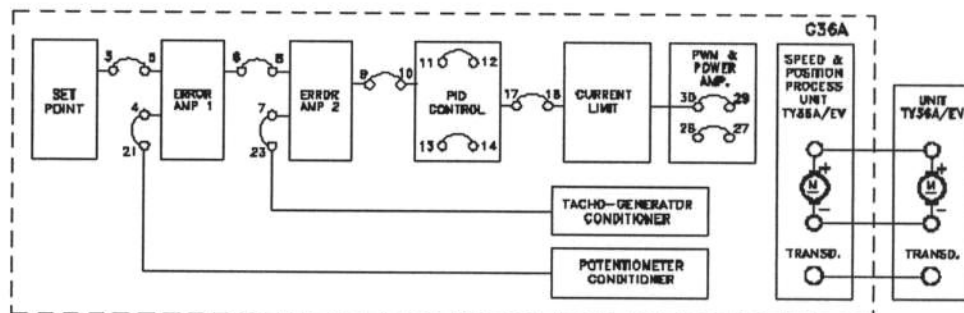 G36A
SET
POINT
3
5
4
21
ERROR
AMP 1
6
8
7
23
ERROR
AMP 2
9
10
11
12
PID
CONTROL
13
14
17
18
CURRENT
LIMIT
PWM &
POWER
AMP.
30
29
28
27
SPEED &
POSITION
PROCESS
UNIT
TY36A/EV
+
M
-
TRANSD.
UNIT
TY36A/EV
+
M
-
TRANSD.
TACHO-GENERATOR
CONDITIONER
POTENTIOMETER
CONDITIONER